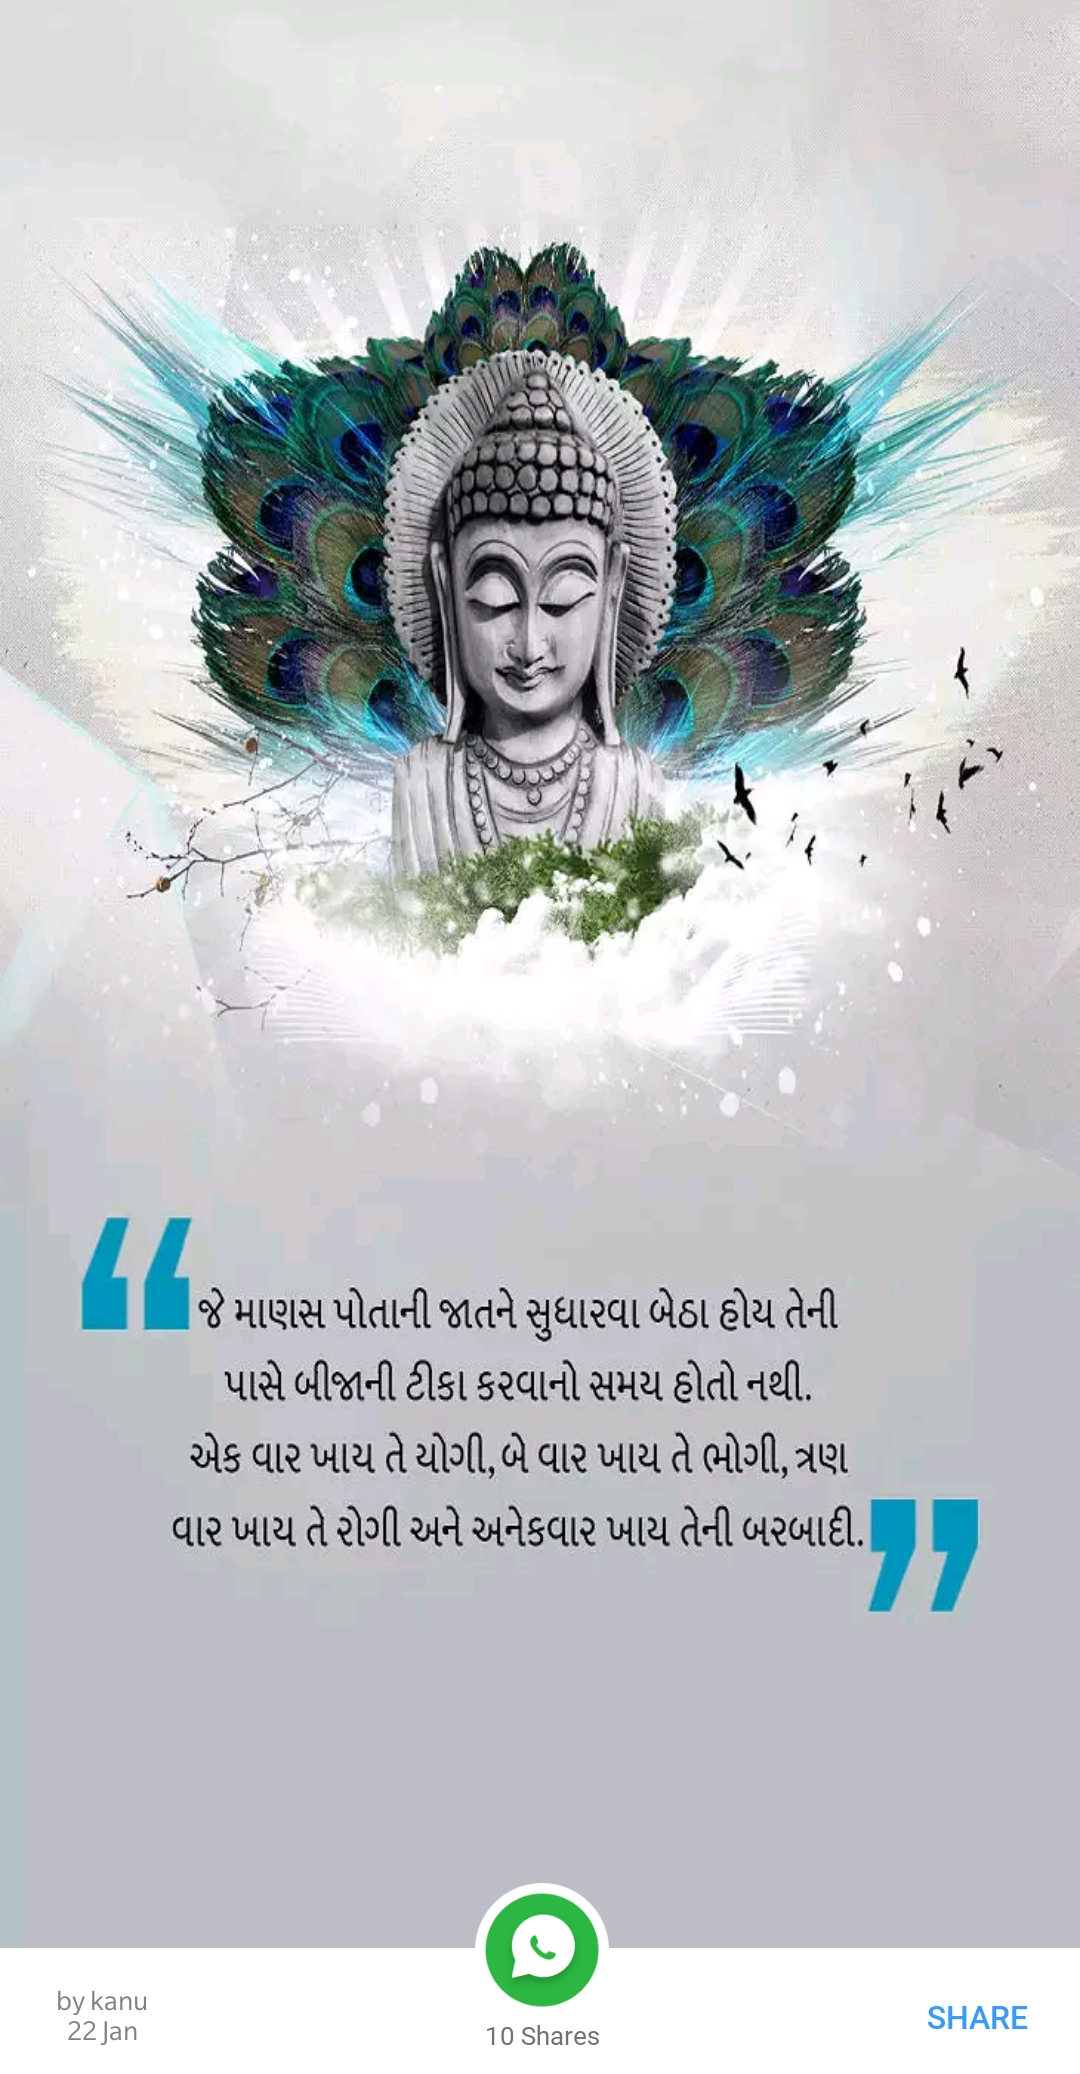 જે માણસ પોતાની જાતને સુધારવા બેઠા હોય તેની
પાસે બીજાની ટીકા કરવાનો સમય હોતો નથી.
એક વાર ખાય તે યોગી, બે વાર ખાય તે ભોગી, ત્રણ
વાર ખાય તે રોગી અને અનેકવાર ખાય તેની બરબાદી.
by kanu
22 Jan
10 Shares
SHARE